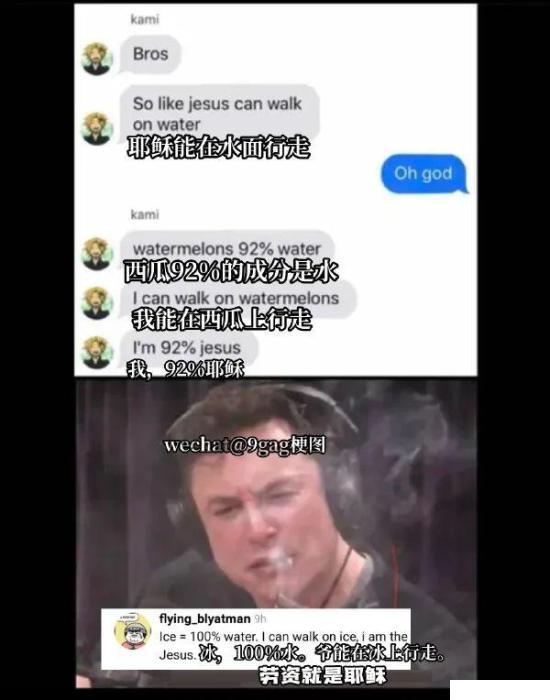 kami
Bros
So like jesus can walk
on water
耶稣能在水面行走
Oh god
kami
watermelons 92% water
西瓜92%的成分是水
I can walk on watermelons
我能在西瓜上行走
I'm 92% jesus
我，92%耶稣
wechat@9gag梗图
flying_blyatman 9h
Ice = 100% water. I can walk on ice, i am the
Jesus.
冰，100%水。爷能在冰上行走。
劳资就是耶稣